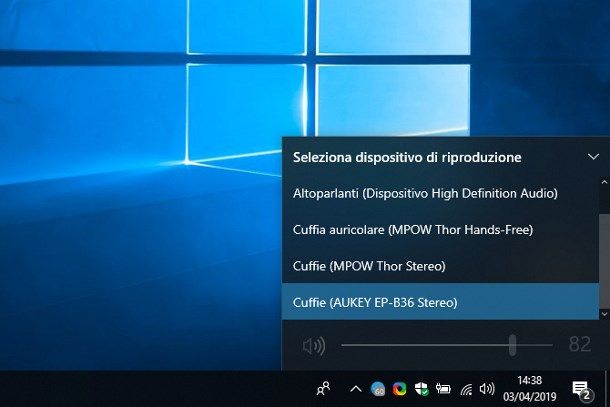 Seleziona dispositivo di riproduzione
Altoparlanti (Dispositivo High Definition Audio)
Cuffia auricolare (MPOW Thor Hands-Free)
Cuffie (MPOW Thor Stereo)
Cuffie (AUKEY EP-B36 Stereo)
82
60
14:38
03/04/2019
2